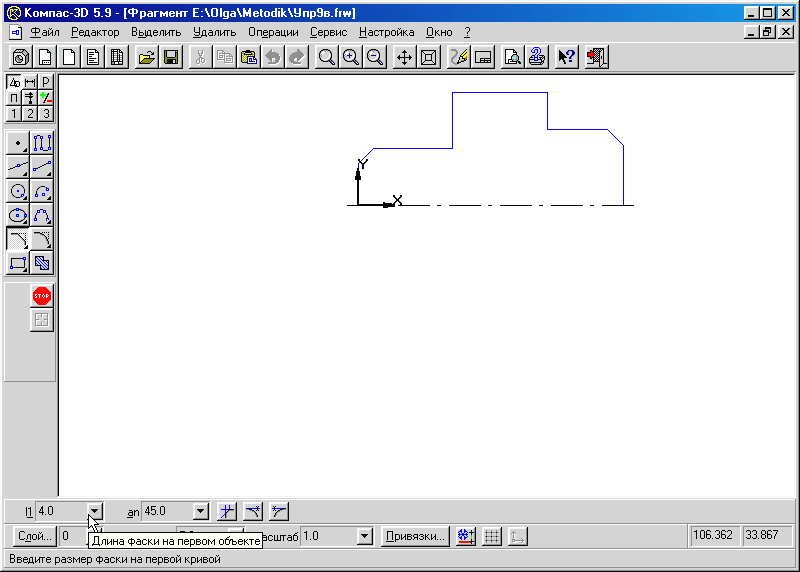 Компас-3D 5.9 - [Фрагмент E:\Olga\Metodik\Упр9в.frw]
Файл Редактор Выделить Удалить Операции Сервис Настройка Окно ?
P
П
1 2 3
Y
X
STOP
l1 4.0 an 45.0
Слой... 0 Масштаб 1.0 Привязки... 106.362 33.867
Длина фаски на первом объекте
Введите размер фаски на первой кривой